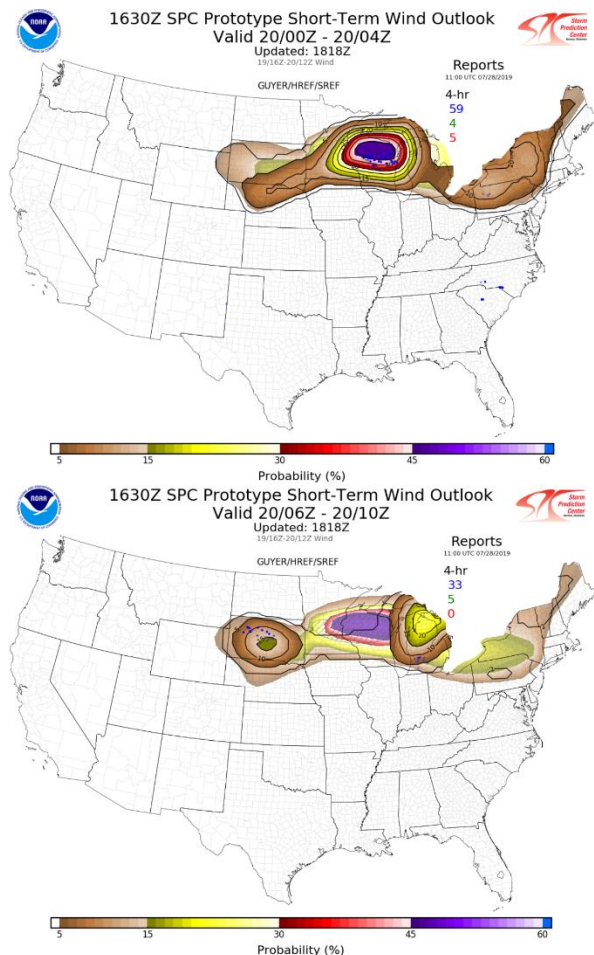 1630Z SPC Prototype Short-Term Wind Outlook
Valid 20/00Z - 20/04Z
Updated: 1818Z
19/16Z-20/12Z Wind
GUYER/HREF/SREF
NOAA
Storm
Prediction
Center
Reports
11:00 UTC 07/28/2019
4-hr
59
4
5
5 15 30 45 60
Probability (%)
1630Z SPC Prototype Short-Term Wind Outlook
Valid 20/06Z - 20/10Z
Updated: 1818Z
19/16Z-20/12Z Wind
GUYER/HREF/SREF
NOAA
Storm
Prediction
Center
Reports
11:00 UTC 07/28/2019
4-hr
33
5
0
5 15 30 45 60
Probability (%)